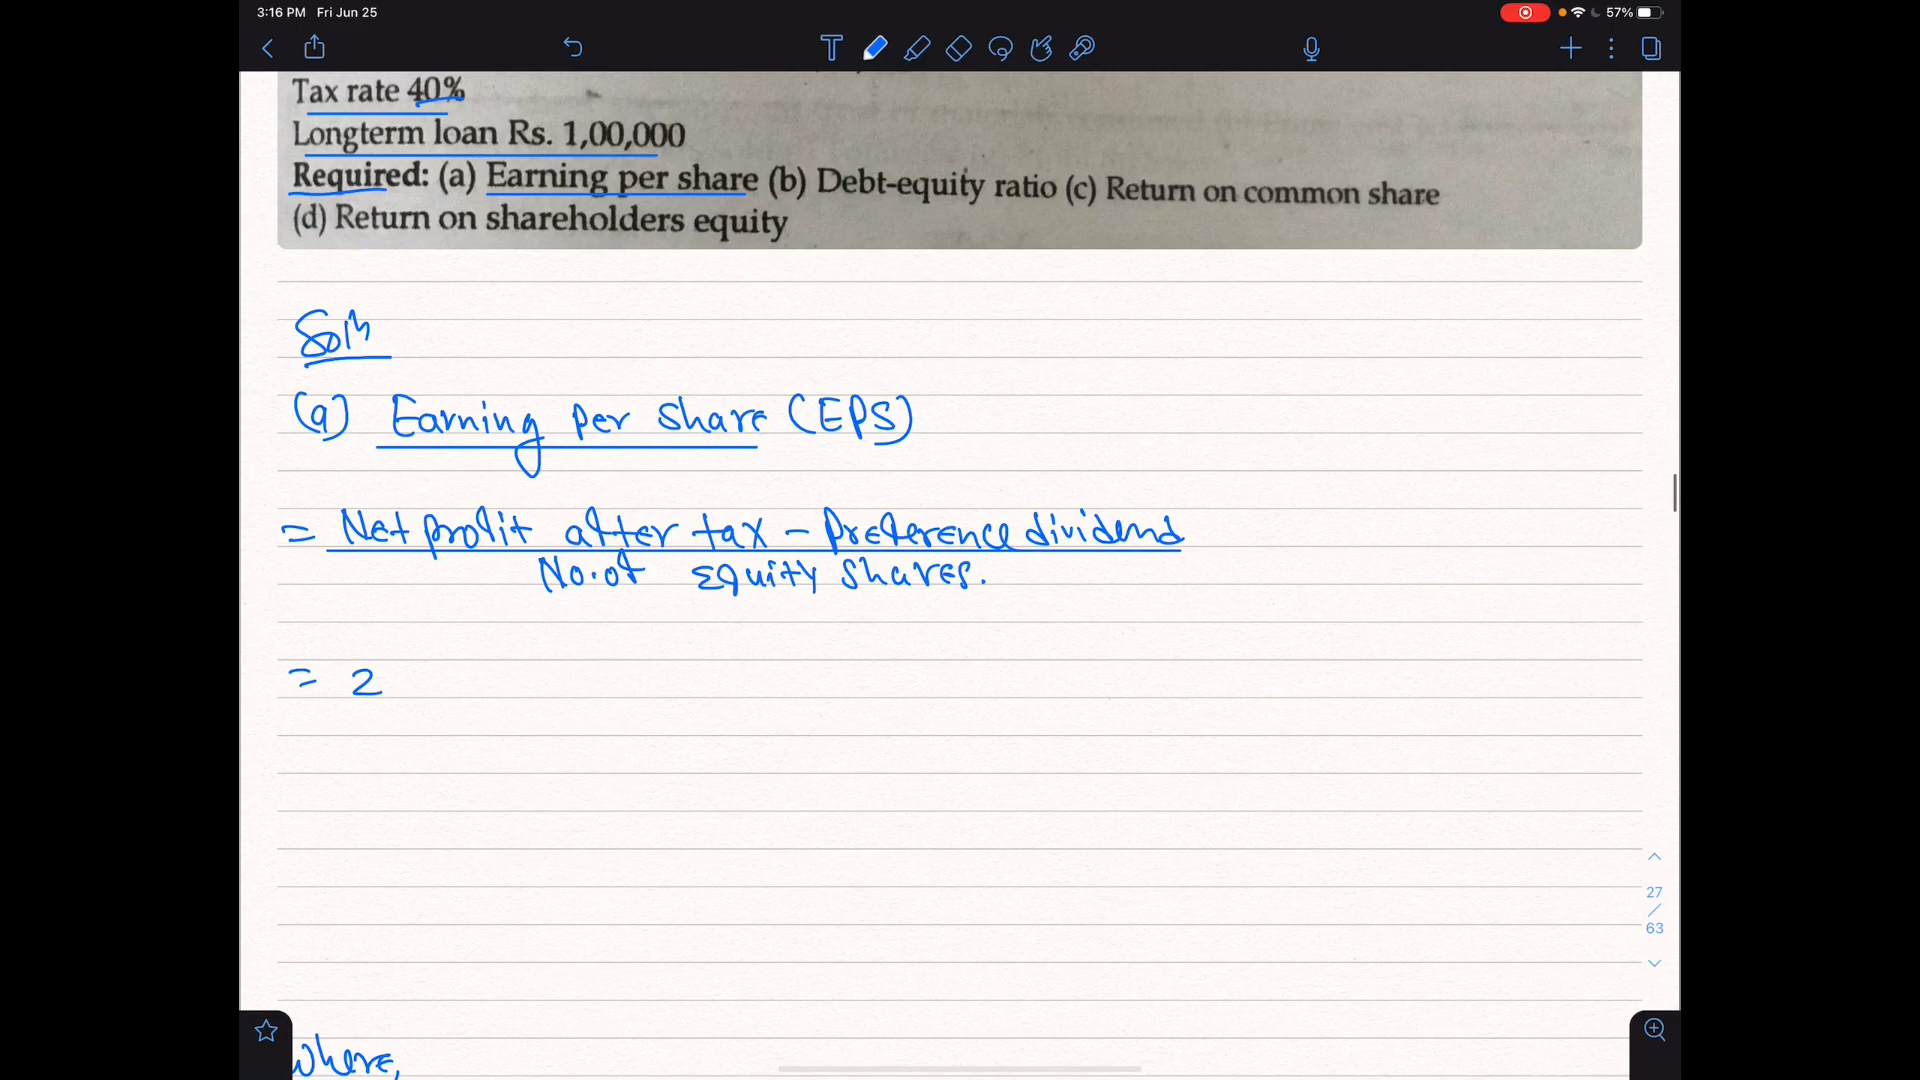 3:16 PM Fri Jun 25
57%
T
Tax rate 40%
Longterm loan Rs. 1,00,000
Required: (a) Earning per share (b) Debt-equity ratio (c) Return on common share
(d) Return on shareholders equity
Soln
(a) Earning per share (EPS)
= Net profit after tax - Preference dividend
No. of equity shares.
= 2
27
/
63
where,